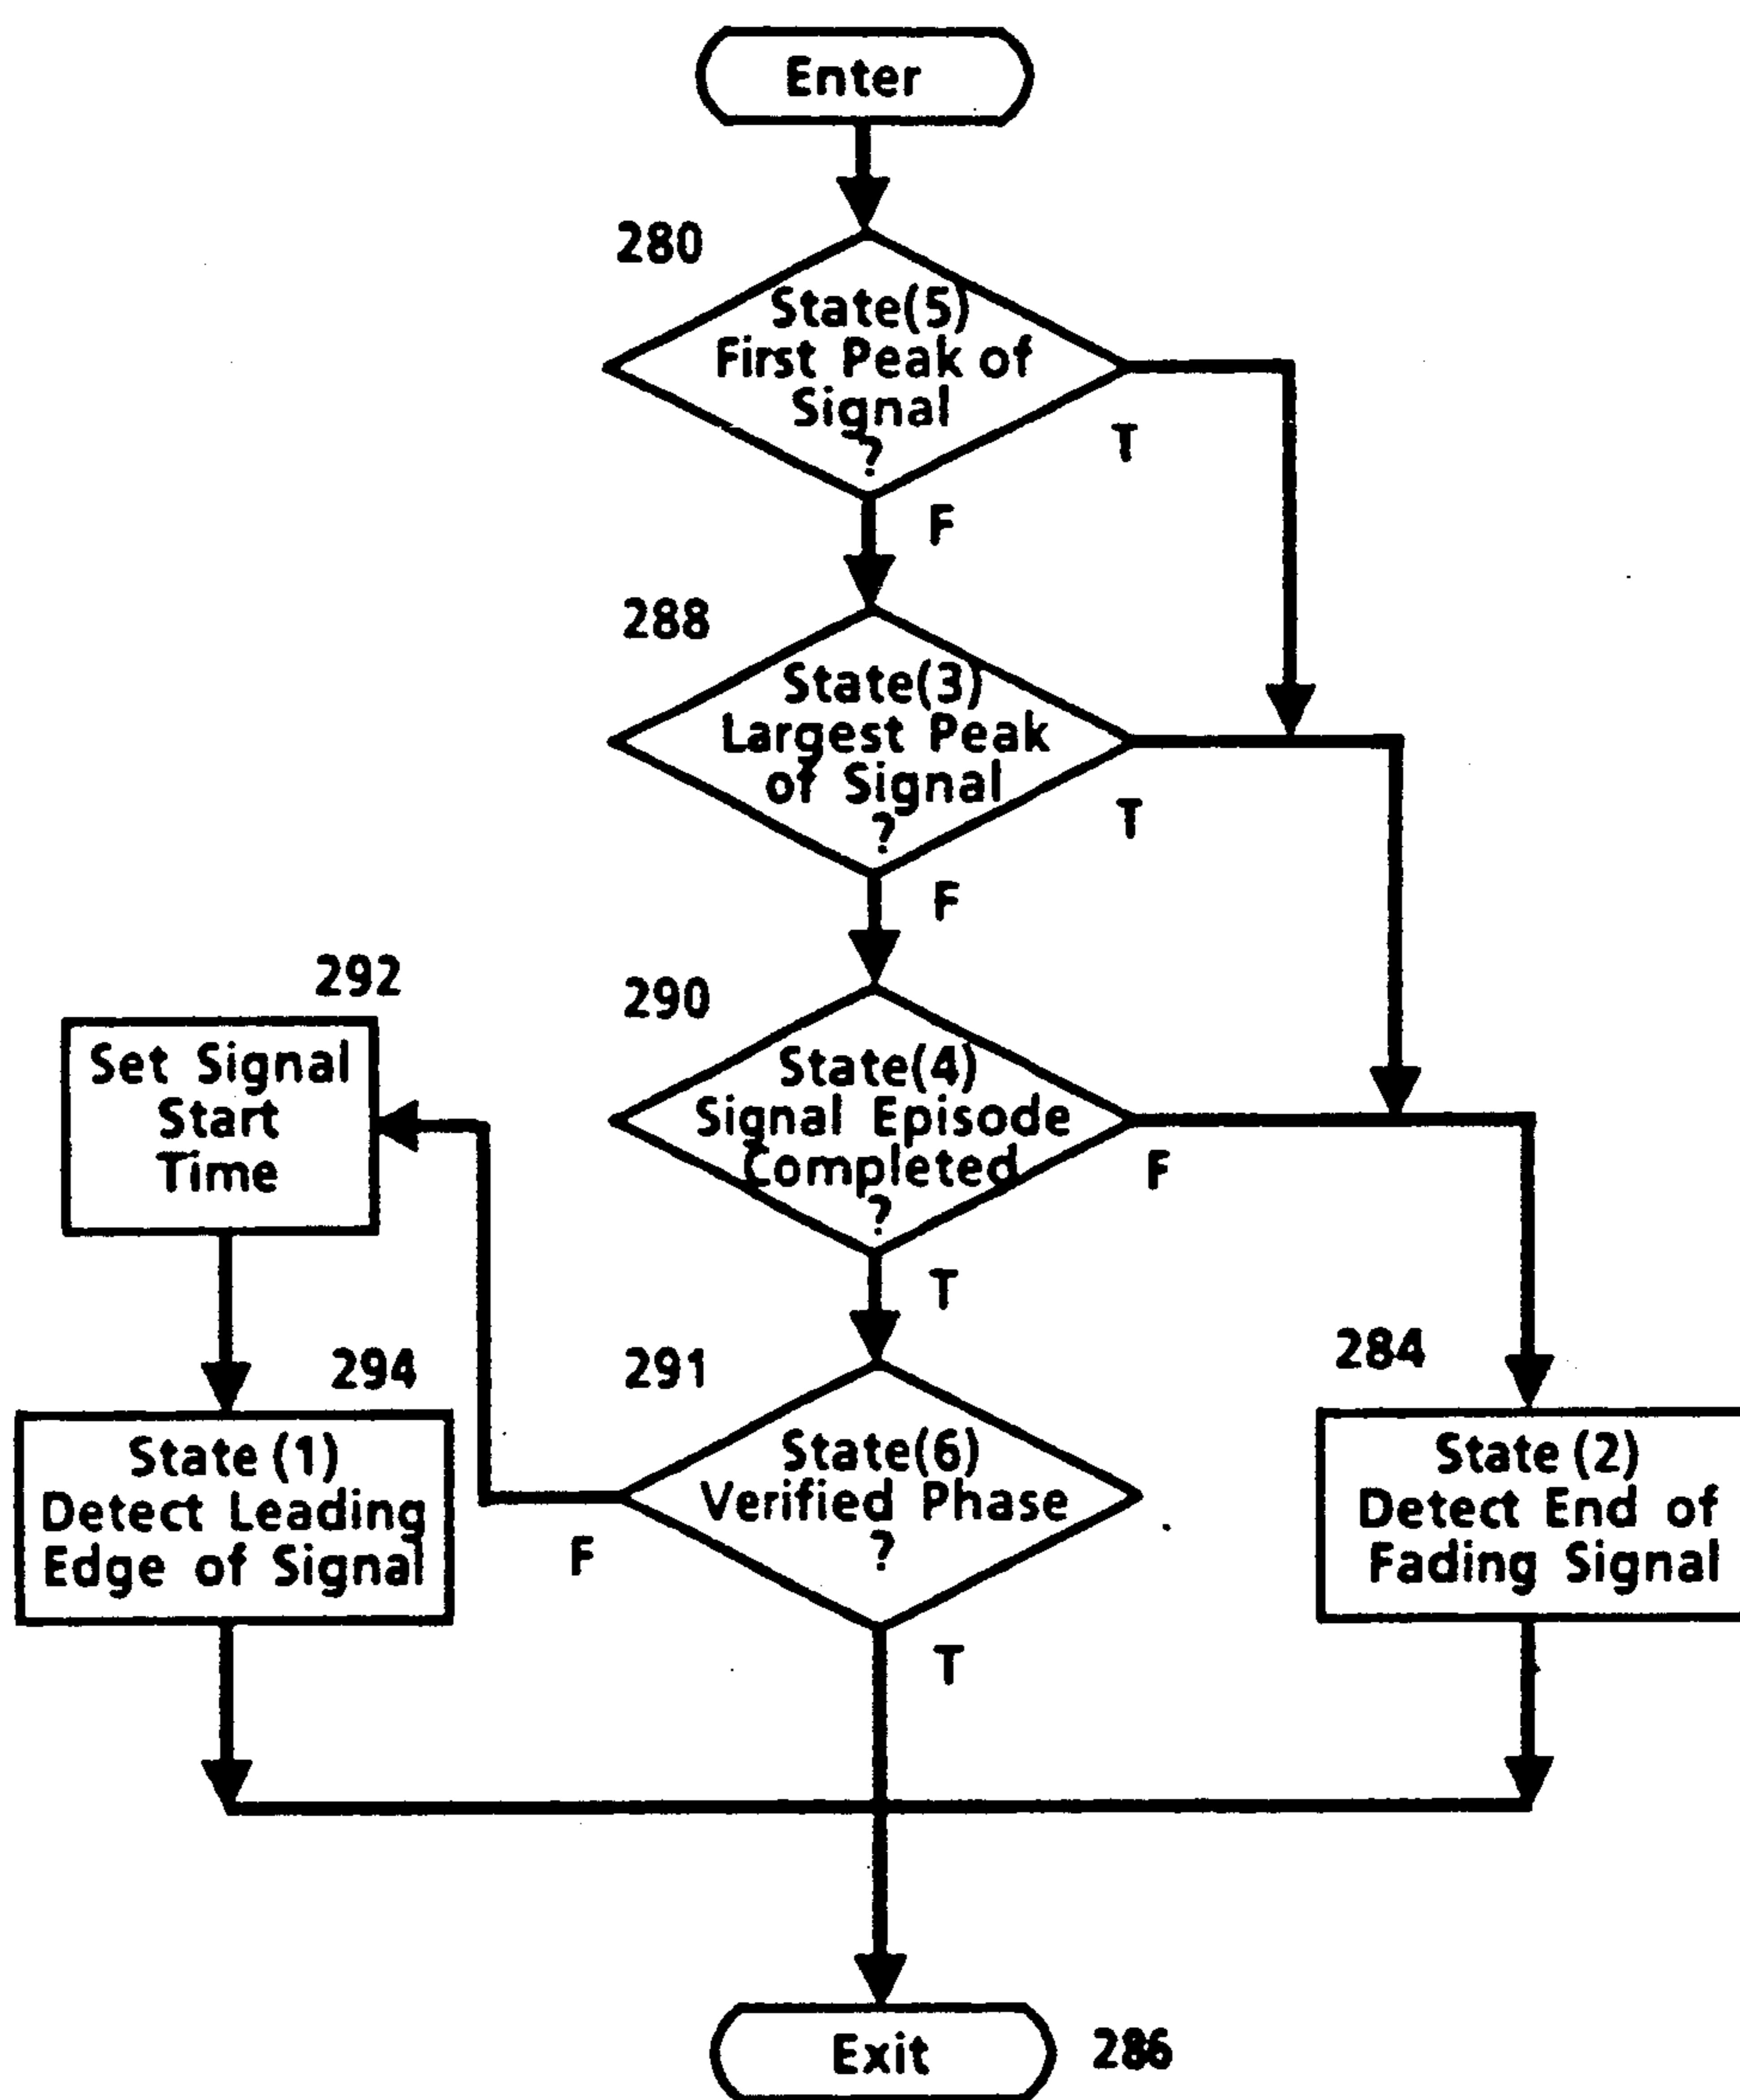 Enter
280
State(5)
First Peak of
Signal
?
T
F
288
State(3)
Largest Peak
of Signal
?
T
F
292
Set Signal
Start
Time
290
State(4)
Signal Episode
Completed
?
F
T
294
State (1)
Detect Leading
Edge of Signal
291
State(6)
Verified Phase
?
F
T
284
State (2)
Detect End of
Fading Signal
Exit
286